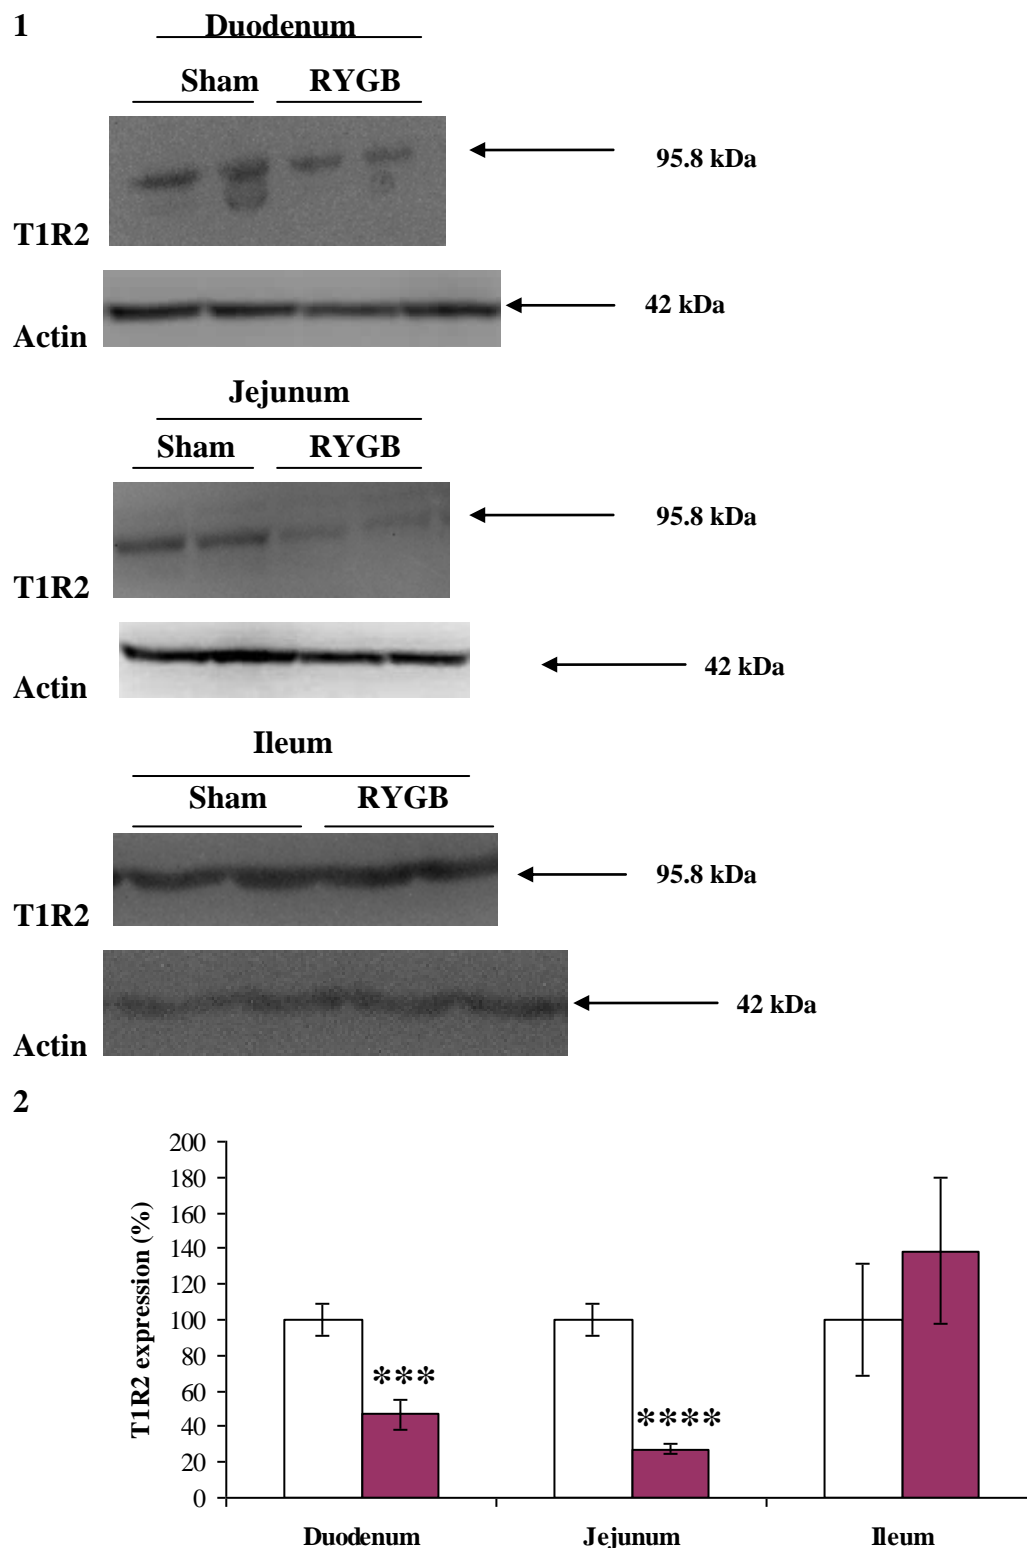 1
Duodenum
Sham RYGB
95.8 kDa
T1R2
42 kDa
Actin
Jejunum
Sham RYGB
95.8 kDa
T1R2
42 kDa
Actin
Ileum
Sham RYGB
95.8 kDa
T1R2
42 kDa
Actin
2
T1R2 expression (%)
200
180
160
140
120
100
80
60
40
20
0
***
****
Duodenum Jejunum Ileum